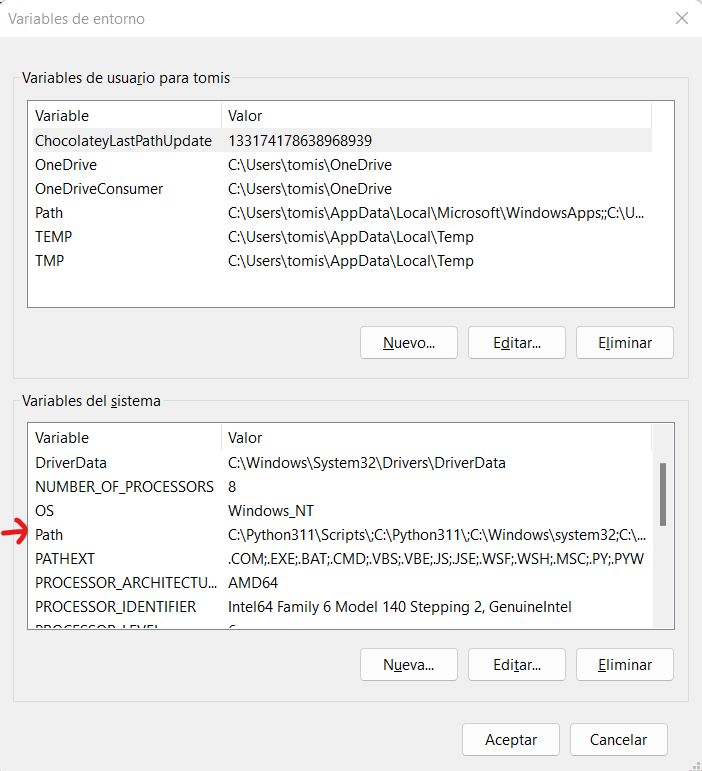 Variables de entorno
Variables de usuario para tomis
Variable Valor
ChocolateyLastPathUpdate 133174178638968939
OneDrive C:\Users\tomis\OneDrive
OneDriveConsumer C:\Users\tomis\OneDrive
Path C:\Users\tomis\AppData\Local\Microsoft\WindowsApps;;C:\U...
TEMP C:\Users\tomis\AppData\Local\Temp
TMP C:\Users\tomis\AppData\Local\Temp
Nuevo... Editar... Eliminar
Variables del sistema
Variable Valor
DriverData C:\Windows\System32\Drivers\DriverData
NUMBER_OF_PROCESSORS 8
OS Windows_NT
Path C:\Python311\Scripts\;C:\Python311\;C:\Windows\system32;C:\...
PATHEXT .COM;.EXE;.BAT;.CMD;.VBS;.VBE;.JS;.JSE;.WSF;.WSH;.MSC;.PY;.PYW
PROCESSOR_ARCHITECTU... AMD64
PROCESSOR_IDENTIFIER Intel64 Family 6 Model 140 Stepping 2, GenuineIntel
Nueva... Editar... Eliminar
Aceptar Cancelar